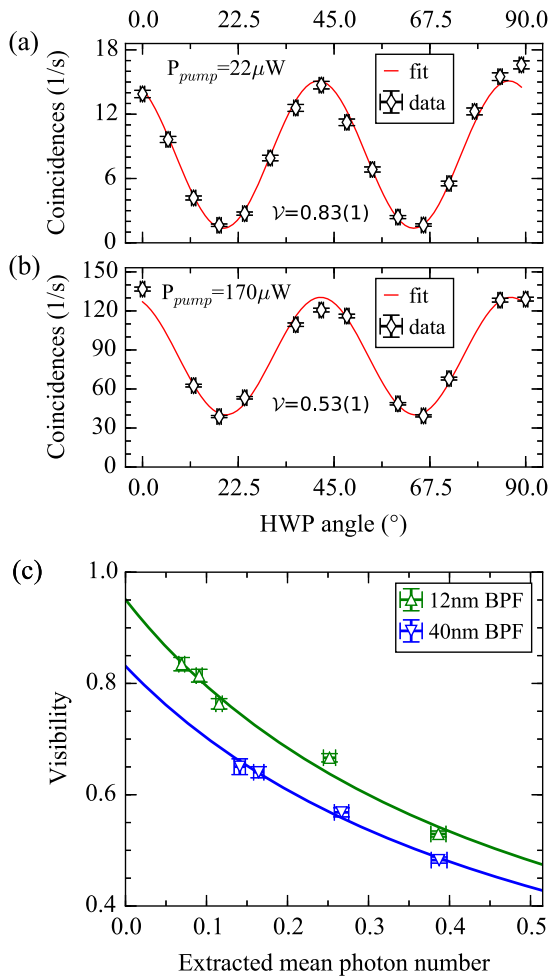 (a)
0.0 22.5 45.0 67.5 90.0
Coincidences (1/s)
18
12
6
0
P_pump=22μW
fit
data
𝒱=0.83(1)
(b)
Coincidences (1/s)
150
120
90
60
30
0
P_pump=170μW
fit
data
𝒱=0.53(1)
0.0 22.5 45.0 67.5 90.0
HWP angle (°)
(c)
Visibility
1.0
0.8
0.6
0.4
12nm BPF
40nm BPF
0.0 0.1 0.2 0.3 0.4 0.5
Extracted mean photon number